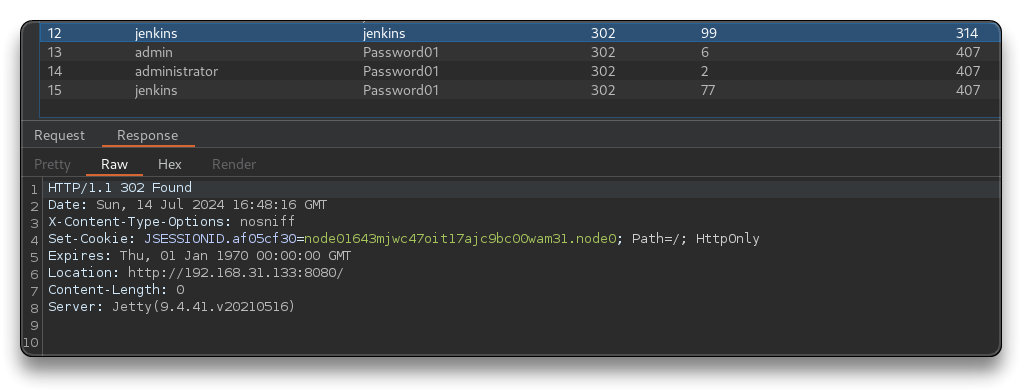 12 jenkins jenkins 302 99 314
13 admin Password01 302 6 407
14 administrator Password01 302 2 407
15 jenkins Password01 302 77 407
Request Response
Pretty Raw Hex Render
1 HTTP/1.1 302 Found
2 Date: Sun, 14 Jul 2024 16:48:16 GMT
3 X-Content-Type-Options: nosniff
4 Set-Cookie: JSESSIONID.af05cf30=node01643mjwc47oit17ajc9bc00wam31.node0; Path=/; HttpOnly
5 Expires: Thu, 01 Jan 1970 00:00:00 GMT
6 Location: http://192.168.31.133:8080/
7 Content-Length: 0
8 Server: Jetty(9.4.41.v20210516)
9
10